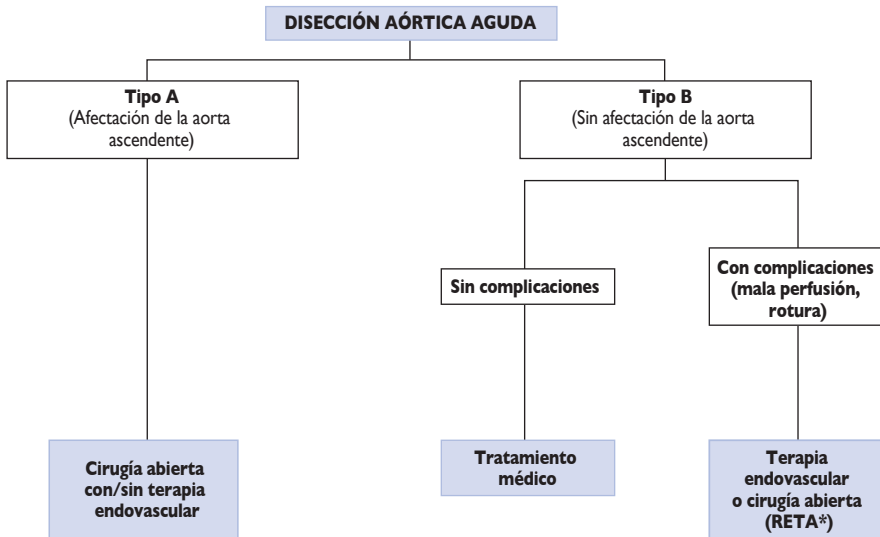 DISECCIÓN AÓRTICA AGUDA
Tipo A
(Afectación de la aorta
ascendente)
Tipo B
(Sin afectación de la aorta
ascendente)
Sin complicaciones
Con complicaciones
(mala perfusión,
rotura)
Cirugía abierta
con/sin terapia
endovascular
Tratamiento
médico
Terapia
endovascular
o cirugía abierta
(RETA*)